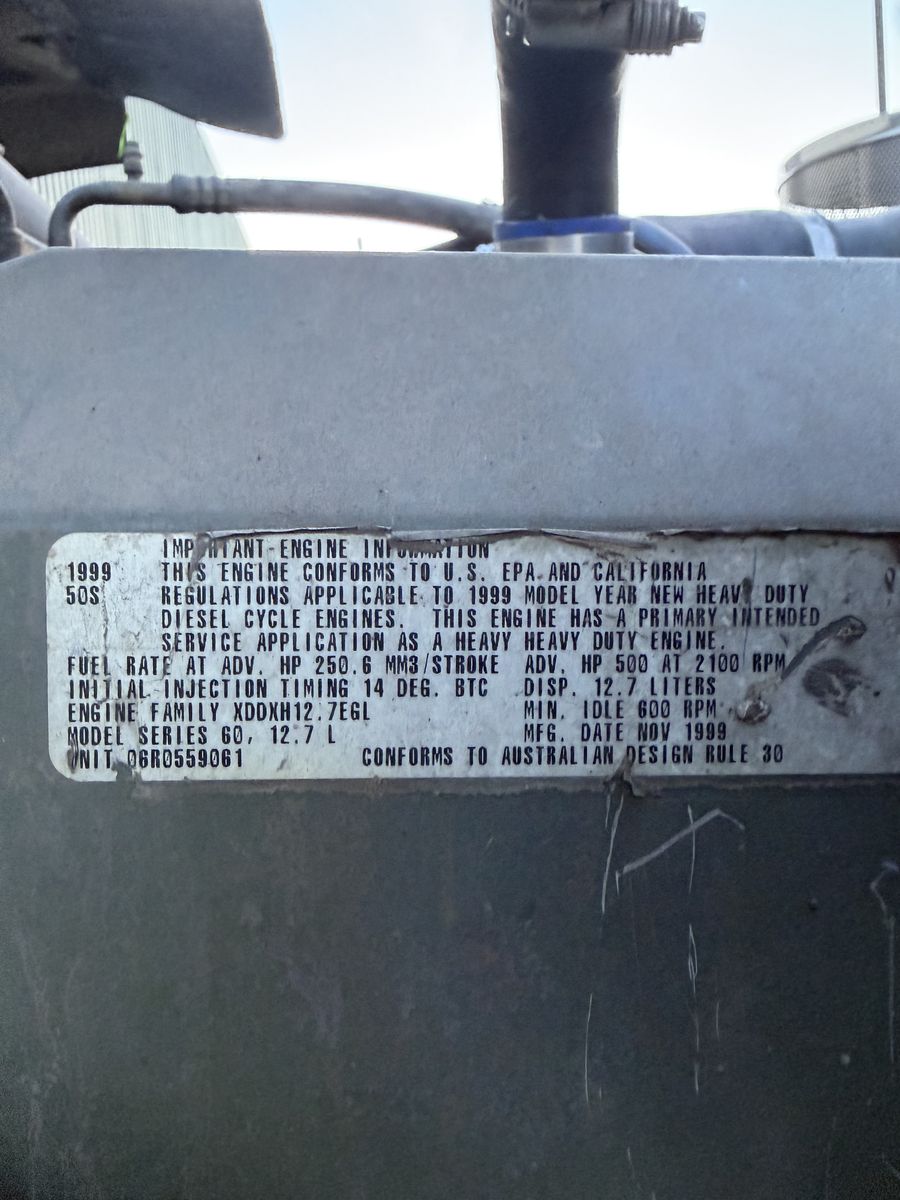 IMPORTANT ENGINE INFORMATION
1999 THIS ENGINE CONFORMS TO U.S. EPA AND CALIFORNIA
50S REGULATIONS APPLICABLE TO 1999 MODEL YEAR NEW HEAVY DUTY
DIESEL CYCLE ENGINES. THIS ENGINE HAS A PRIMARY INTENDED
SERVICE APPLICATION AS A HEAVY HEAVY DUTY ENGINE.
FUEL RATE AT ADV. HP 250.6 MM3/STROKE ADV. HP 500 AT 2100 RPM
INITIAL INJECTION TIMING 14 DEG. BTC DISP. 12.7 LITERS
ENGINE FAMILY XDDXH12.7EGL MIN. IDLE 600 RPM
MODEL SERIES 60, 12.7 L MFG. DATE NOV 1999
UNIT 06R0559061 CONFORMS TO AUSTRALIAN DESIGN RULE 30